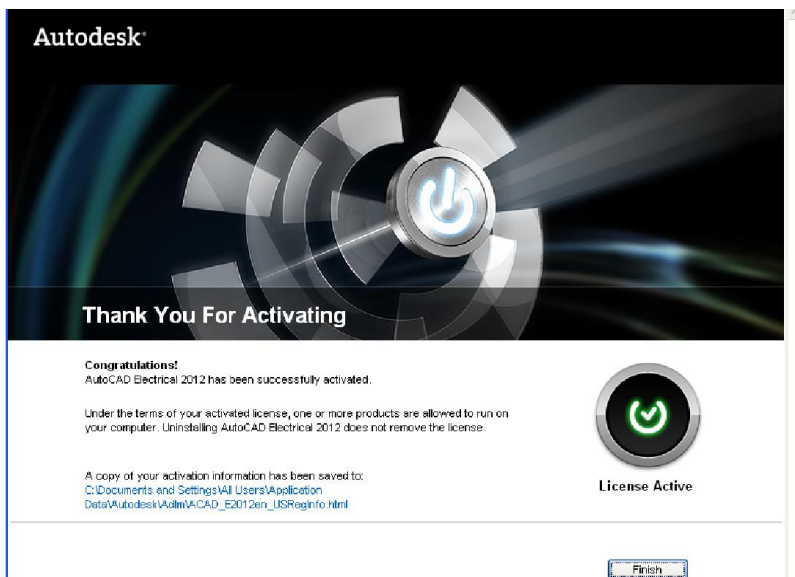 Autodesk®
Thank You For Activating
Congratulations!
AutoCAD Electrical 2012 has been successfully activated.
Under the terms of your activated license, one or more products are allowed to run on
your computer. Uninstalling AutoCAD Electrical 2012 does not remove the license.
A copy of your activation information has been saved to:
C:\Documents and Settings\All Users\Application
Data\Autodesk\Adlm\ACAD_E2012en_USRegInfo.html
License Active
Finish